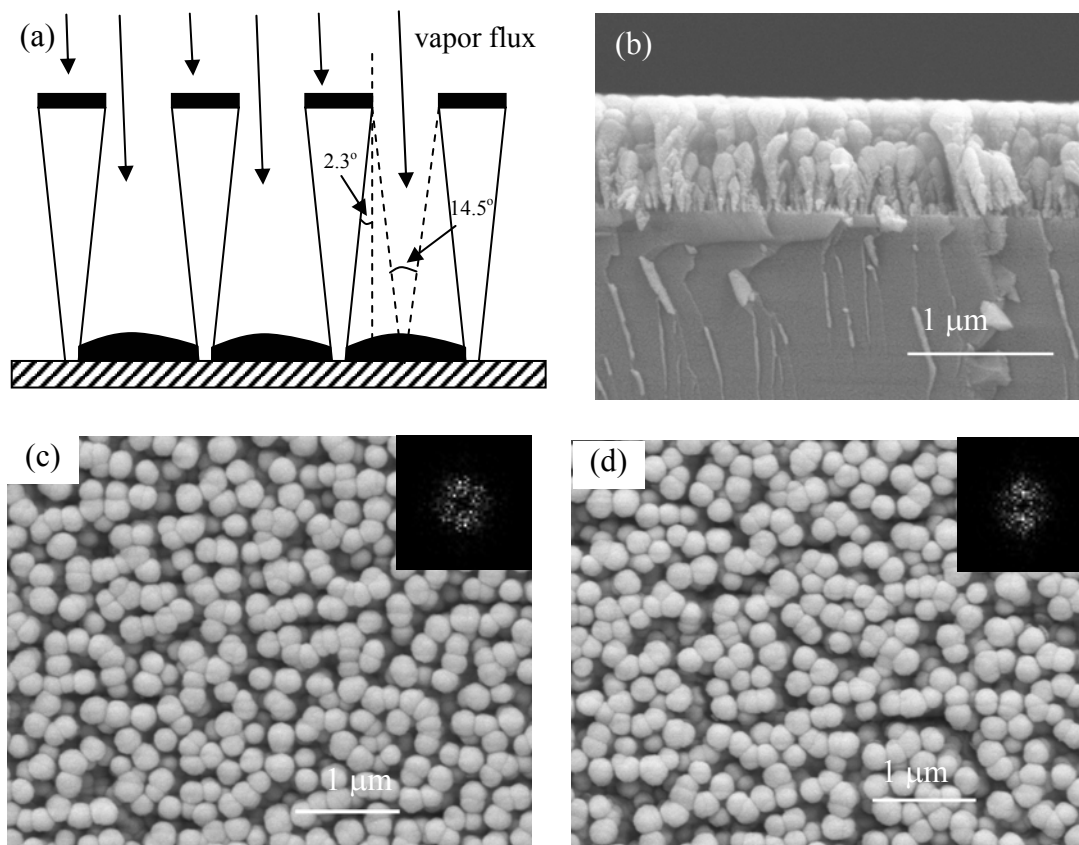 (a)
vapor flux
2.3°
14.5°
(b)
1 μm
(c)
1 μm
(d)
1 μm